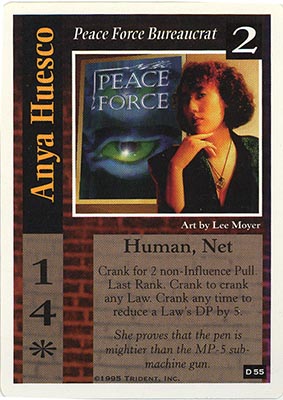 Peace Force Bureaucrat
2
Anya Huesco
PEACE
FORCE
Art by Lee Moyer
1
4
*
Human, Net
Crank for 2 non-Influence Pull.
Last Rank. Crank to crank
any Law. Crank any time to
reduce a Law's DP by 5.
She proves that the pen is
mightier than the MP-5 sub-
machine gun.
©1995 TRIDENT, INC.
D 55